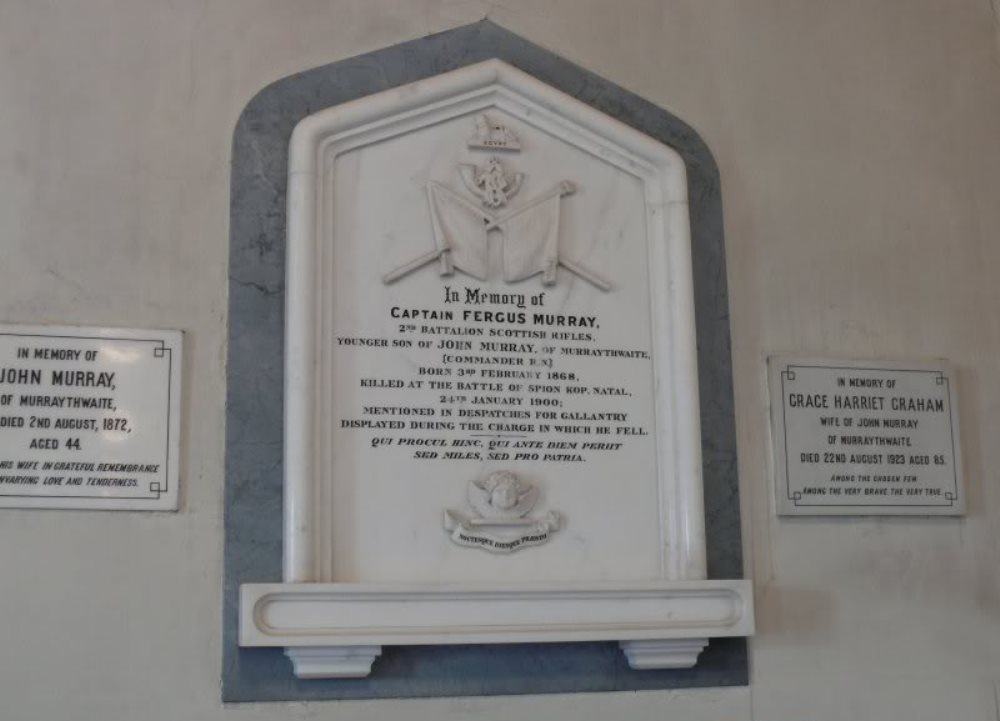 IN MEMORY OF
JOHN MURRAY,
OF MURRAYTHWAITE,
DIED 2ND AUGUST, 1872,
AGED 44.
HIS WIFE IN GRATEFUL REMEMBRANCE
LOVE AND TENDERNESS.
EGYPT
In Memory of
CAPTAIN FERGUS MURRAY,
2ND BATTALION SCOTTISH RIFLES,
YOUNGER SON OF JOHN MURRAY, OF MURRAYTHWAITE,
(COMMANDER R.N)
BORN 3RD FEBRUARY 1868,
KILLED AT THE BATTLE OF SPION KOP, NATAL,
24TH JANUARY 1900;
MENTIONED IN DESPATCHES FOR GALLANTRY
DISPLAYED DURING THE CHARGE IN WHICH HE FELL.
QUI PROCUL HINC, QUI ANTE DIEM PERIIT
SED MILES, SED PRO PATRIA.
NOCTESQUE DIESQUE PRÆSTO
IN MEMORY OF
GRACE HARRIET GRAHAM
WIFE OF JOHN MURRAY
OF MURRAYTHWAITE
DIED 22ND AUGUST 1923 AGED 85.
AMONG THE CHOSEN FEW
AMONG THE VERY BRAVE, THE VERY TRUE